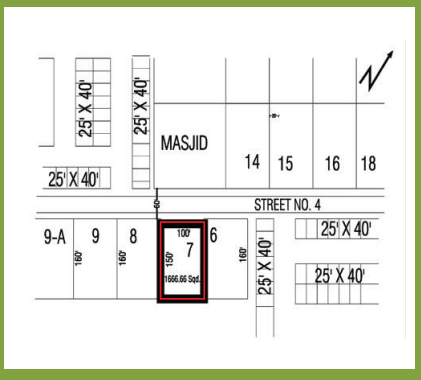 N
25' X 40'
25' X 40'
MASJID
14 15 16 18
25' X 40'
STREET NO. 4
60'
9-A 9 8 100' 7 6
25' X 40'
160' 160' 150' 160'
25' X 40'
25' X 40'
1666.66 Sqd.